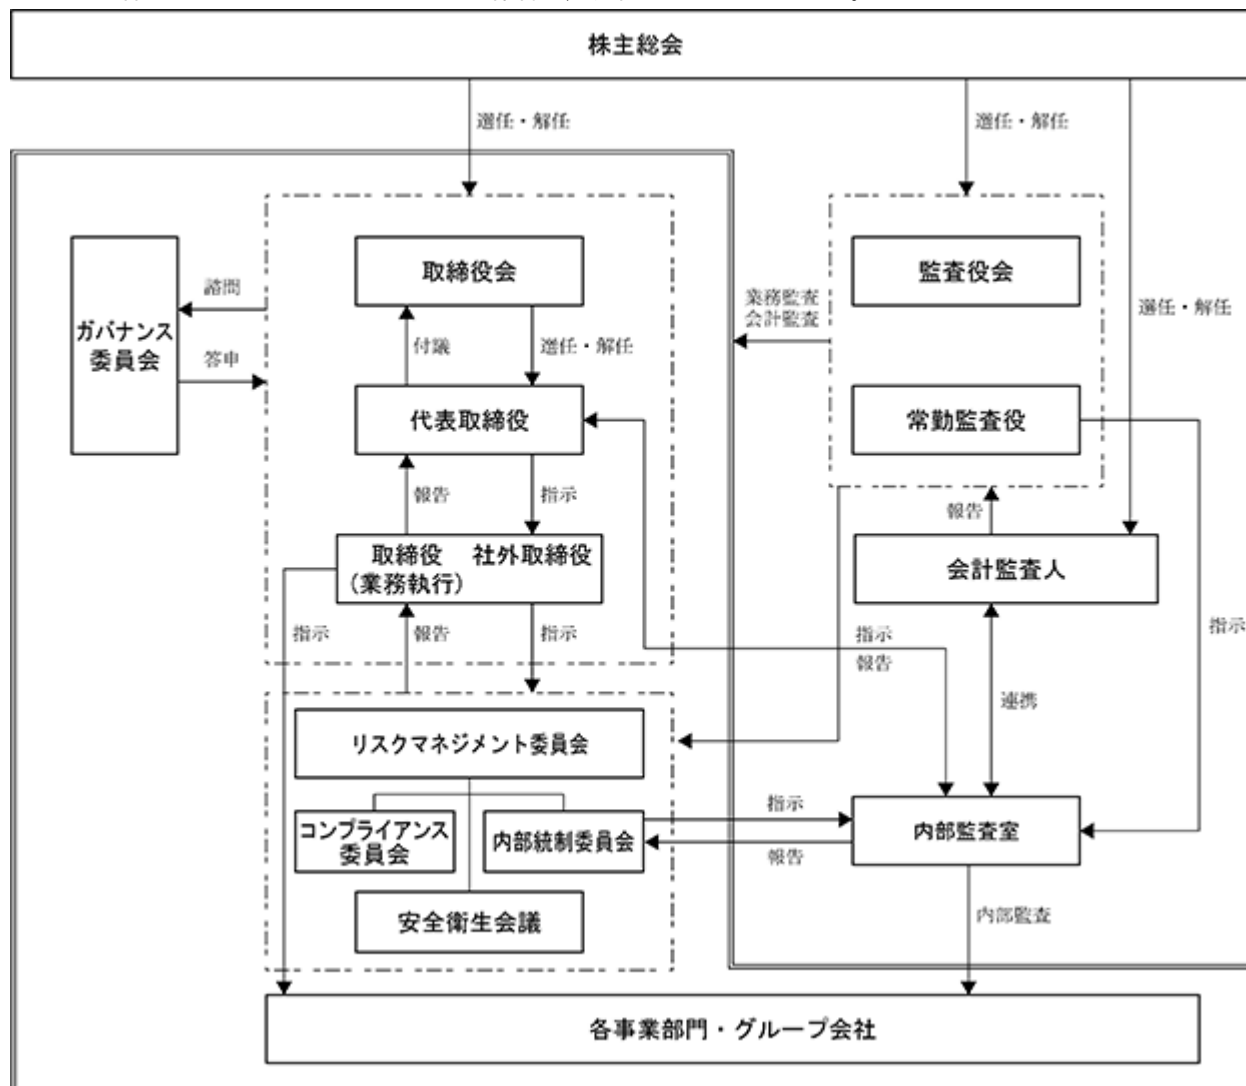 株主総会
選任・解任
選任・解任
選任・解任
ガバナンス
委員会
諮問
答申
取締役会
付議
選任・解任
代表取締役
報告
指示
取締役 社外取締役
(業務執行)
指示
報告
指示
業務監査
会計監査
監査役会
常勤監査役
報告
会計監査人
指示
指示
報告
連携
リスクマネジメント委員会
コンプライアンス
委員会
内部統制委員会
安全衛生会議
指示
報告
内部監査室
内部監査
各事業部門・グループ会社